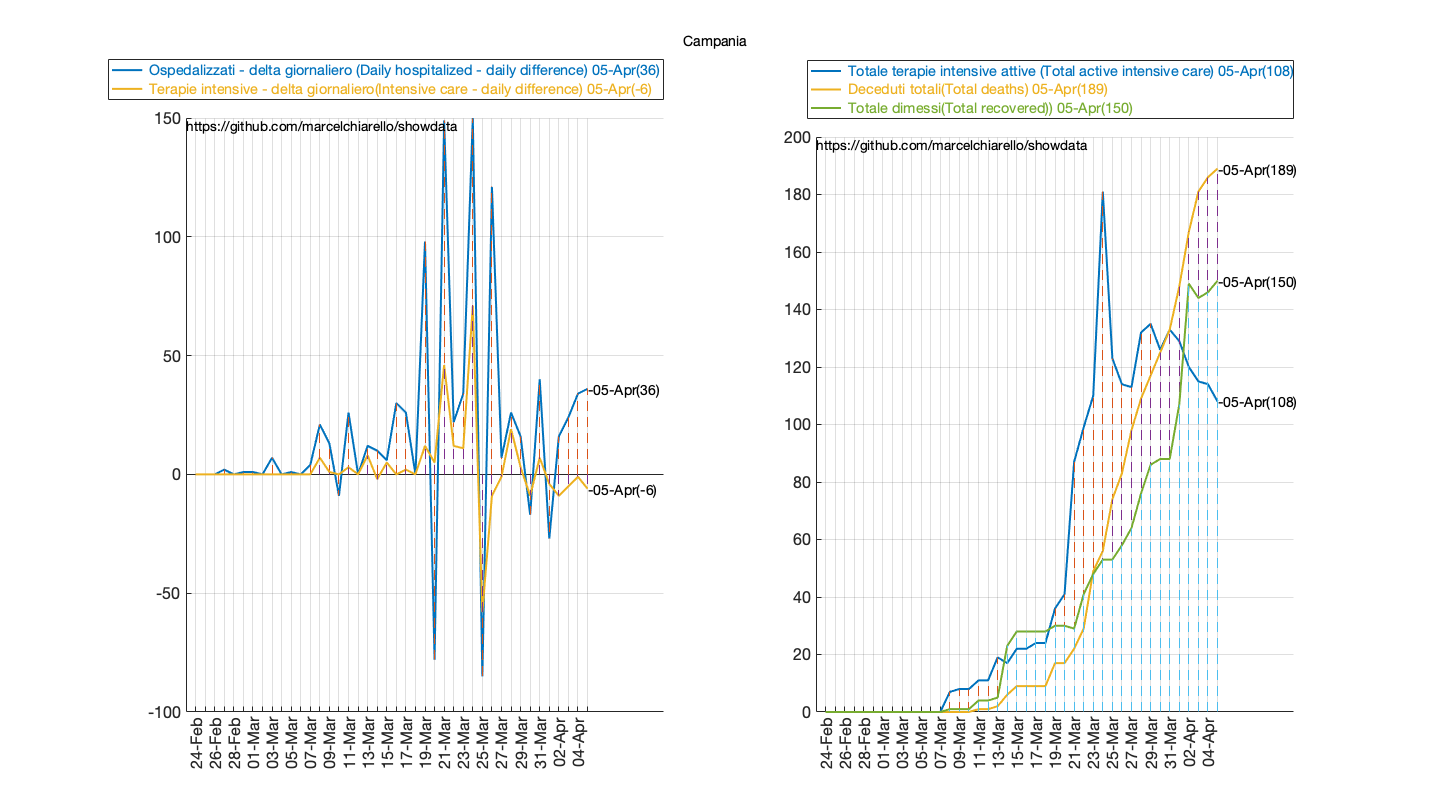 Campania
Ospedalizzati - delta giornaliero (Daily hospitalized - daily difference) 05-Apr(36)
Terapie intensive - delta giornaliero(Intensive care - daily difference) 05-Apr(-6)
150
https://github.com/marcelchiarello/showdata
100
50
0
-50
-100
-05-Apr(36)
-05-Apr(-6)
24-Feb
26-Feb
28-Feb
01-Mar
03-Mar
05-Mar
07-Mar
09-Mar
11-Mar
13-Mar
15-Mar
17-Mar
19-Mar
21-Mar
23-Mar
25-Mar
27-Mar
29-Mar
31-Mar
02-Apr
04-Apr
Totale terapie intensive attive (Total active intensive care) 05-Apr(108)
Deceduti totali(Total deaths) 05-Apr(189)
Totale dimessi(Total recovered)) 05-Apr(150)
200
https://github.com/marcelchiarello/showdata
180
160
140
120
100
80
60
40
20
0
-05-Apr(189)
-05-Apr(150)
-05-Apr(108)
24-Feb
26-Feb
28-Feb
01-Mar
03-Mar
05-Mar
07-Mar
09-Mar
11-Mar
13-Mar
15-Mar
17-Mar
19-Mar
21-Mar
23-Mar
25-Mar
27-Mar
29-Mar
31-Mar
02-Apr
04-Apr